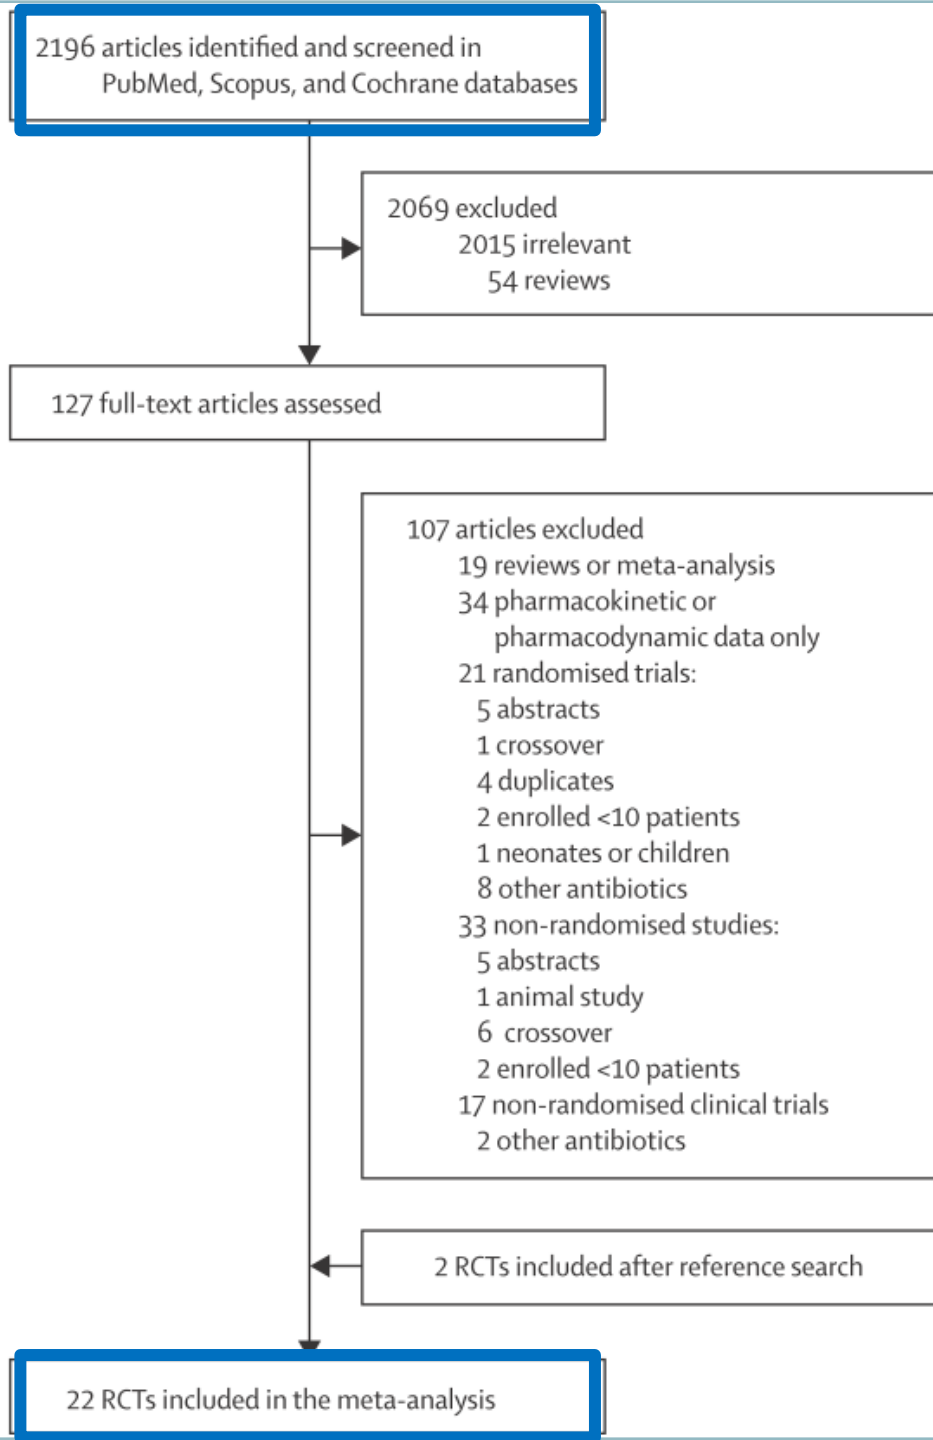 2196 articles identified and screened in
PubMed, Scopus, and Cochrane databases
2069 excluded
2015 irrelevant
54 reviews
127 full-text articles assessed
107 articles excluded
19 reviews or meta-analysis
34 pharmacokinetic or
pharmacodynamic data only
21 randomised trials:
5 abstracts
1 crossover
4 duplicates
2 enrolled <10 patients
1 neonates or children
8 other antibiotics
33 non-randomised studies:
5 abstracts
1 animal study
6 crossover
2 enrolled <10 patients
17 non-randomised clinical trials
2 other antibiotics
2 RCTs included after reference search
22 RCTs included in the meta-analysis